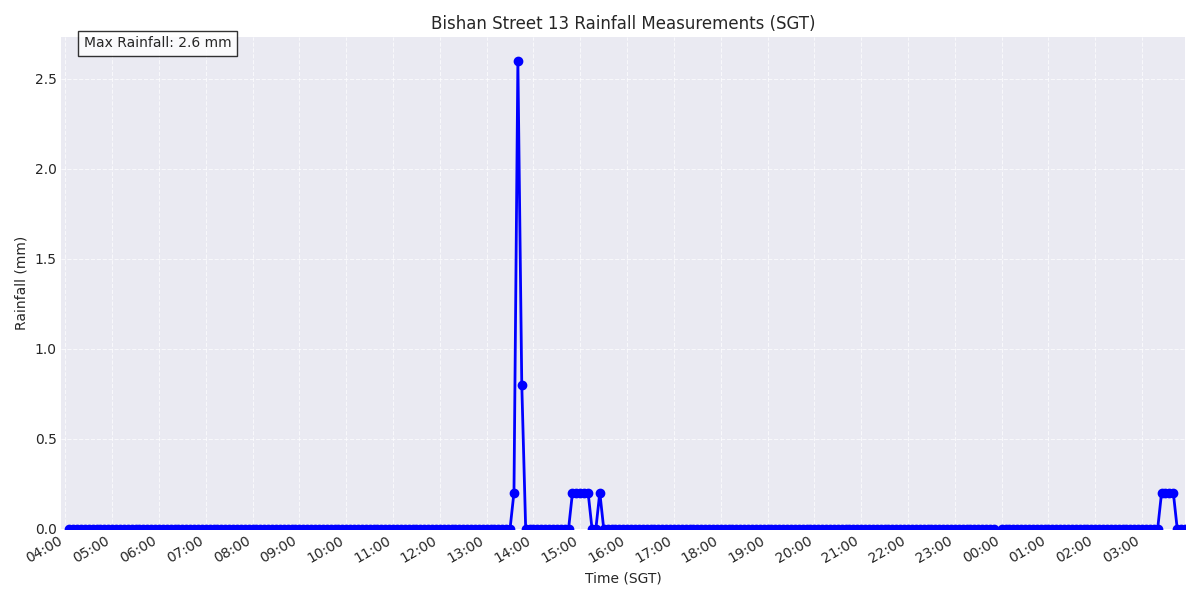 Bishan Street 13 Rainfall Measurements (SGT)
Max Rainfall: 2.6 mm
Rainfall (mm)
2.5
2.0
1.5
1.0
0.5
0.0
04:00 05:00 06:00 07:00 08:00 09:00 10:00 11:00 12:00 13:00 14:00 15:00 16:00 17:00 18:00 19:00 20:00 21:00 22:00 23:00 00:00 01:00 02:00 03:00
Time (SGT)